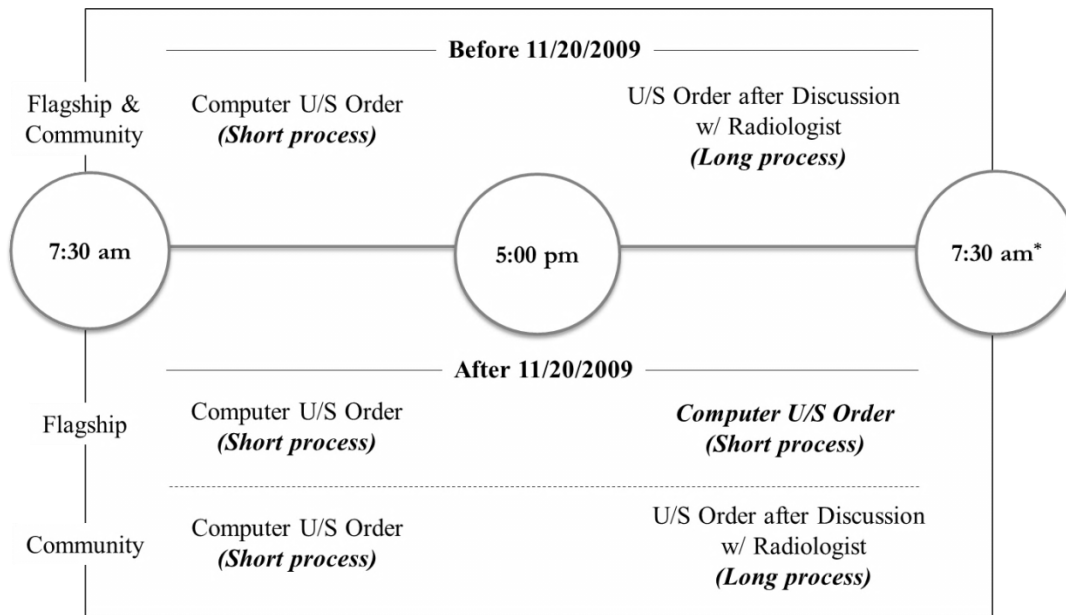 Before 11/20/2009
Flagship &
Community
Computer U/S Order
(Short process)
U/S Order after Discussion
w/ Radiologist
(Long process)
7:30 am
5:00 pm
7:30 am*
After 11/20/2009
Flagship
Computer U/S Order
(Short process)
Computer U/S Order
(Short process)
Community
Computer U/S Order
(Short process)
U/S Order after Discussion
w/ Radiologist
(Long process)